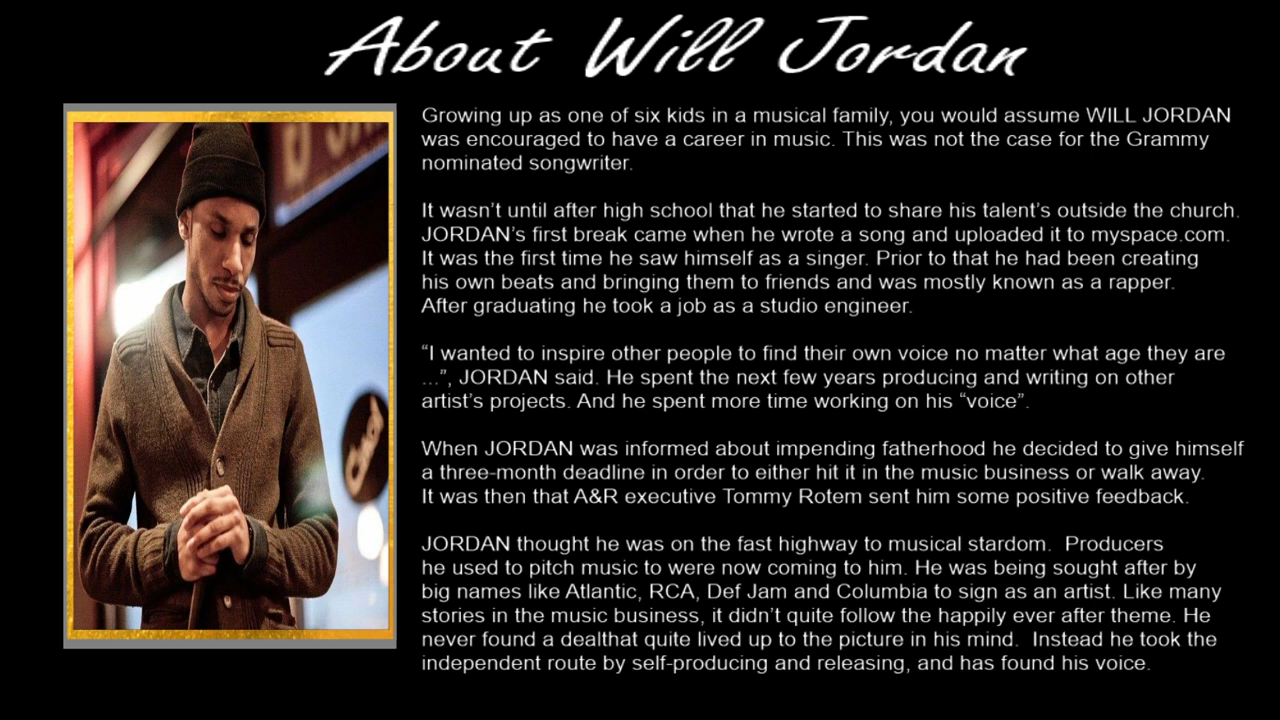 About Will Jordan
Growing up as one of six kids in a musical family, you would assume WILL JORDAN
was encouraged to have a career in music. This was not the case for the Grammy
nominated songwriter.
It wasn’t until after high school that he started to share his talent’s outside the church.
JORDAN’s first break came when he wrote a song and uploaded it to myspace.com.
It was the first time he saw himself as a singer. Prior to that he had been creating
his own beats and bringing them to friends and was mostly known as a rapper.
After graduating he took a job as a studio engineer.
“I wanted to inspire other people to find their own voice no matter what age they are
...”, JORDAN said. He spent the next few years producing and writing on other
artist’s projects. And he spent more time working on his “voice”.
When JORDAN was informed about impending fatherhood he decided to give himself
a three-month deadline in order to either hit it in the music business or walk away.
It was then that A&R executive Tommy Rotem sent him some positive feedback.
JORDAN thought he was on the fast highway to musical stardom.  Producers
he used to pitch music to were now coming to him. He was being sought after by
big names like Atlantic, RCA, Def Jam and Columbia to sign as an artist. Like many
stories in the music business, it didn’t quite follow the happily ever after theme. He
never found a dealthat quite lived up to the picture in his mind.  Instead he took the
independent route by self-producing and releasing, and has found his voice.